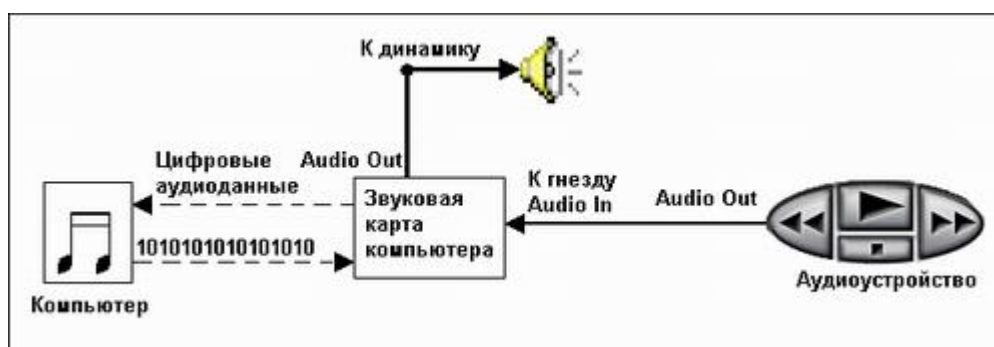 К динамику
Цифровые
аудиоданные
Audio Out
Звуковая
карта
компьютера
К гнезду
Audio In
Audio Out
1010101010101010
Компьютер
Аудиоустройство